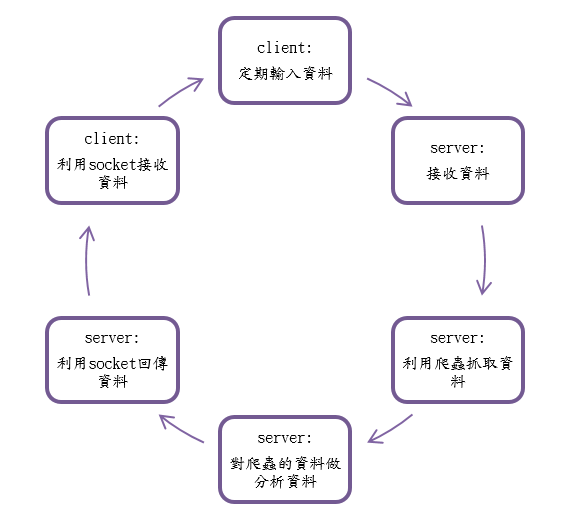 client:
定期輸入資料
server:
接收資料
server:
利用爬蟲抓取資
料
server:
對爬蟲的資料做
分析資料
server:
利用socket回傳
資料
client:
利用socket接收
資料